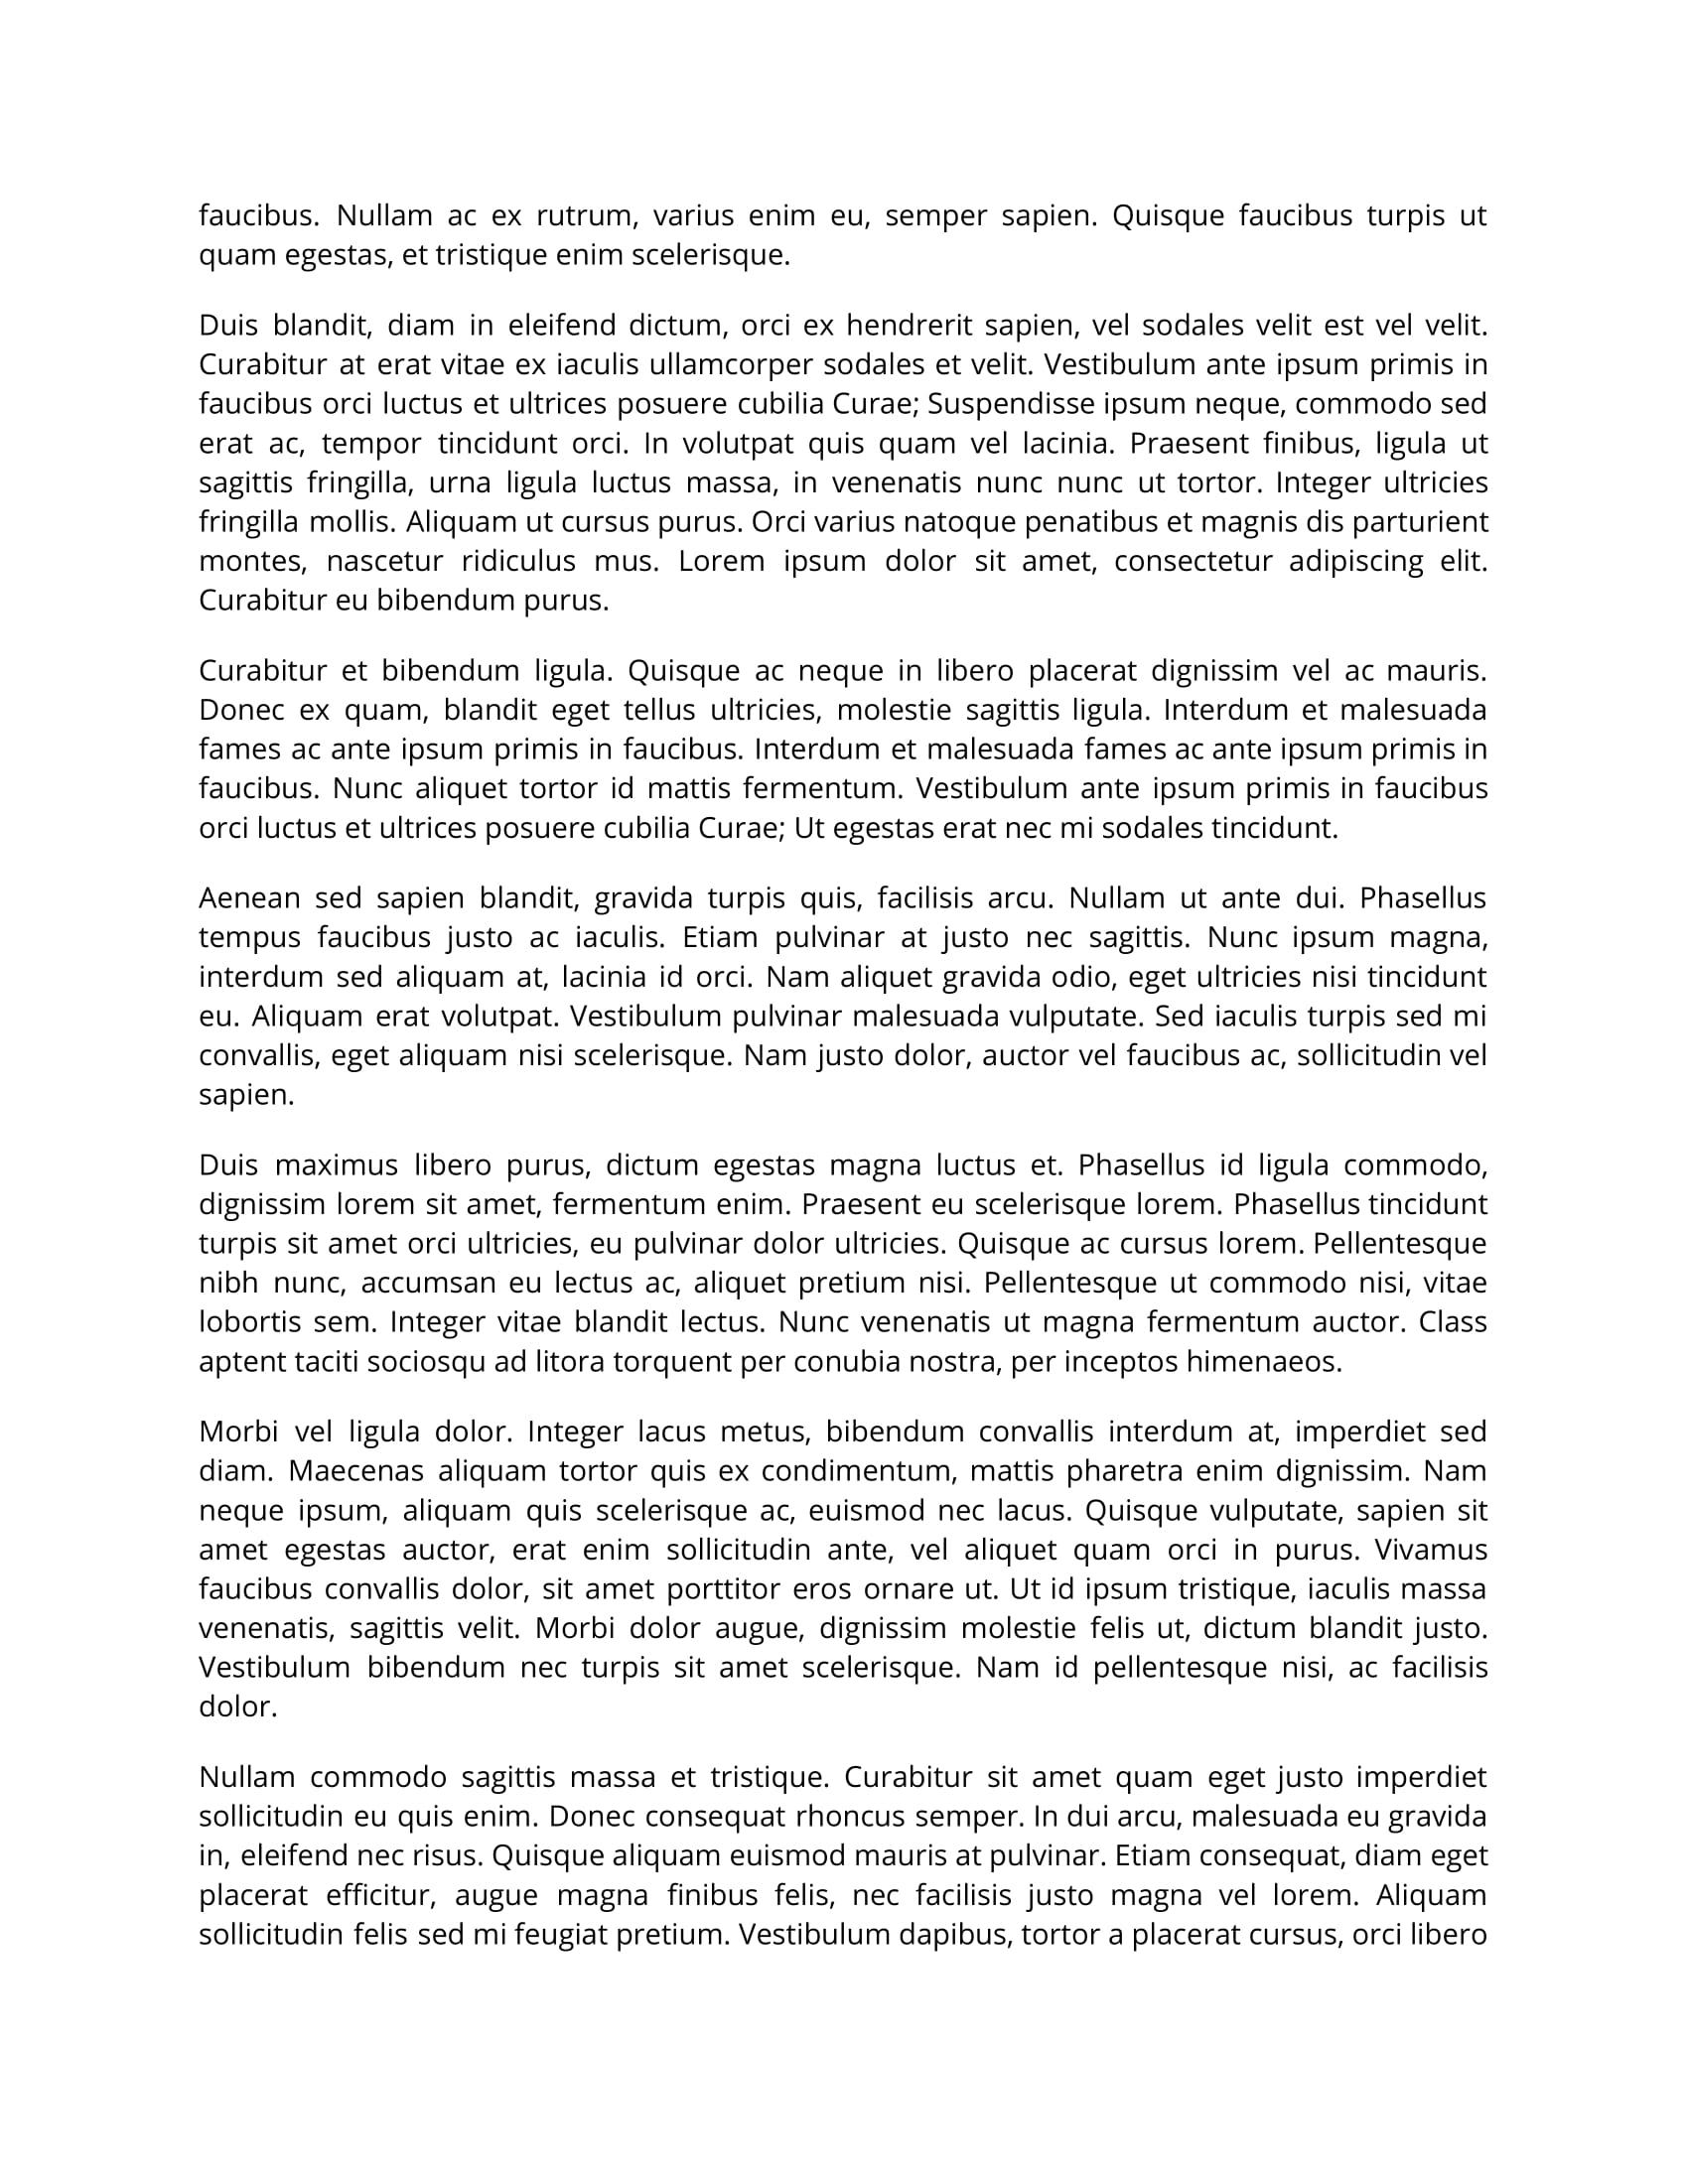 faucibus. Nullam ac ex rutrum, varius enim eu, semper sapien. Quisque faucibus turpis ut
quam egestas, et tristique enim scelerisque.
Duis blandit, diam in eleifend dictum, orci ex hendrerit sapien, vel sodales velit est vel velit.
Curabitur at erat vitae ex iaculis ullamcorper sodales et velit. Vestibulum ante ipsum primis in
faucibus orci luctus et ultrices posuere cubilia Curae; Suspendisse ipsum neque, commodo sed
erat ac, tempor tincidunt orci. In volutpat quis quam vel lacinia. Praesent finibus, ligula ut
sagittis fringilla, urna ligula luctus massa, in venenatis nunc nunc ut tortor. Integer ultricies
fringilla mollis. Aliquam ut cursus purus. Orci varius natoque penatibus et magnis dis parturient
montes, nascetur ridiculus mus. Lorem ipsum dolor sit amet, consectetur adipiscing elit.
Curabitur eu bibendum purus.
Curabitur et bibendum ligula. Quisque ac neque in libero placerat dignissim vel ac mauris.
Donec ex quam, blandit eget tellus ultricies, molestie sagittis ligula. Interdum et malesuada
fames ac ante ipsum primis in faucibus. Interdum et malesuada fames ac ante ipsum primis in
faucibus. Nunc aliquet tortor id mattis fermentum. Vestibulum ante ipsum primis in faucibus
orci luctus et ultrices posuere cubilia Curae; Ut egestas erat nec mi sodales tincidunt.
Aenean sed sapien blandit, gravida turpis quis, facilisis arcu. Nullam ut ante dui. Phasellus
tempus faucibus justo ac iaculis. Etiam pulvinar at justo nec sagittis. Nunc ipsum magna,
interdum sed aliquam at, lacinia id orci. Nam aliquet gravida odio, eget ultricies nisi tincidunt
eu. Aliquam erat volutpat. Vestibulum pulvinar malesuada vulputate. Sed iaculis turpis sed mi
convallis, eget aliquam nisi scelerisque. Nam justo dolor, auctor vel faucibus ac, sollicitudin vel
sapien.
Duis maximus libero purus, dictum egestas magna luctus et. Phasellus id ligula commodo,
dignissim lorem sit amet, fermentum enim. Praesent eu scelerisque lorem. Phasellus tincidunt
turpis sit amet orci ultricies, eu pulvinar dolor ultricies. Quisque ac cursus lorem. Pellentesque
nibh nunc, accumsan eu lectus ac, aliquet pretium nisi. Pellentesque ut commodo nisi, vitae
lobortis sem. Integer vitae blandit lectus. Nunc venenatis ut magna fermentum auctor. Class
aptent taciti sociosqu ad litora torquent per conubia nostra, per inceptos himenaeos.
Morbi vel ligula dolor. Integer lacus metus, bibendum convallis interdum at, imperdiet sed
diam. Maecenas aliquam tortor quis ex condimentum, mattis pharetra enim dignissim. Nam
neque ipsum, aliquam quis scelerisque ac, euismod nec lacus. Quisque vulputate, sapien sit
amet egestas auctor, erat enim sollicitudin ante, vel aliquet quam orci in purus. Vivamus
faucibus convallis dolor, sit amet porttitor eros ornare ut. Ut id ipsum tristique, iaculis massa
venenatis, sagittis velit. Morbi dolor augue, dignissim molestie felis ut, dictum blandit justo.
Vestibulum bibendum nec turpis sit amet scelerisque. Nam id pellentesque nisi, ac facilisis
dolor.
Nullam commodo sagittis massa et tristique. Curabitur sit amet quam eget justo imperdiet
sollicitudin eu quis enim. Donec consequat rhoncus semper. In dui arcu, malesuada eu gravida
in, eleifend nec risus. Quisque aliquam euismod mauris at pulvinar. Etiam consequat, diam eget
placerat efficitur, augue magna finibus felis, nec facilisis justo magna vel lorem. Aliquam
sollicitudin felis sed mi feugiat pretium. Vestibulum dapibus, tortor a placerat cursus, orci libero